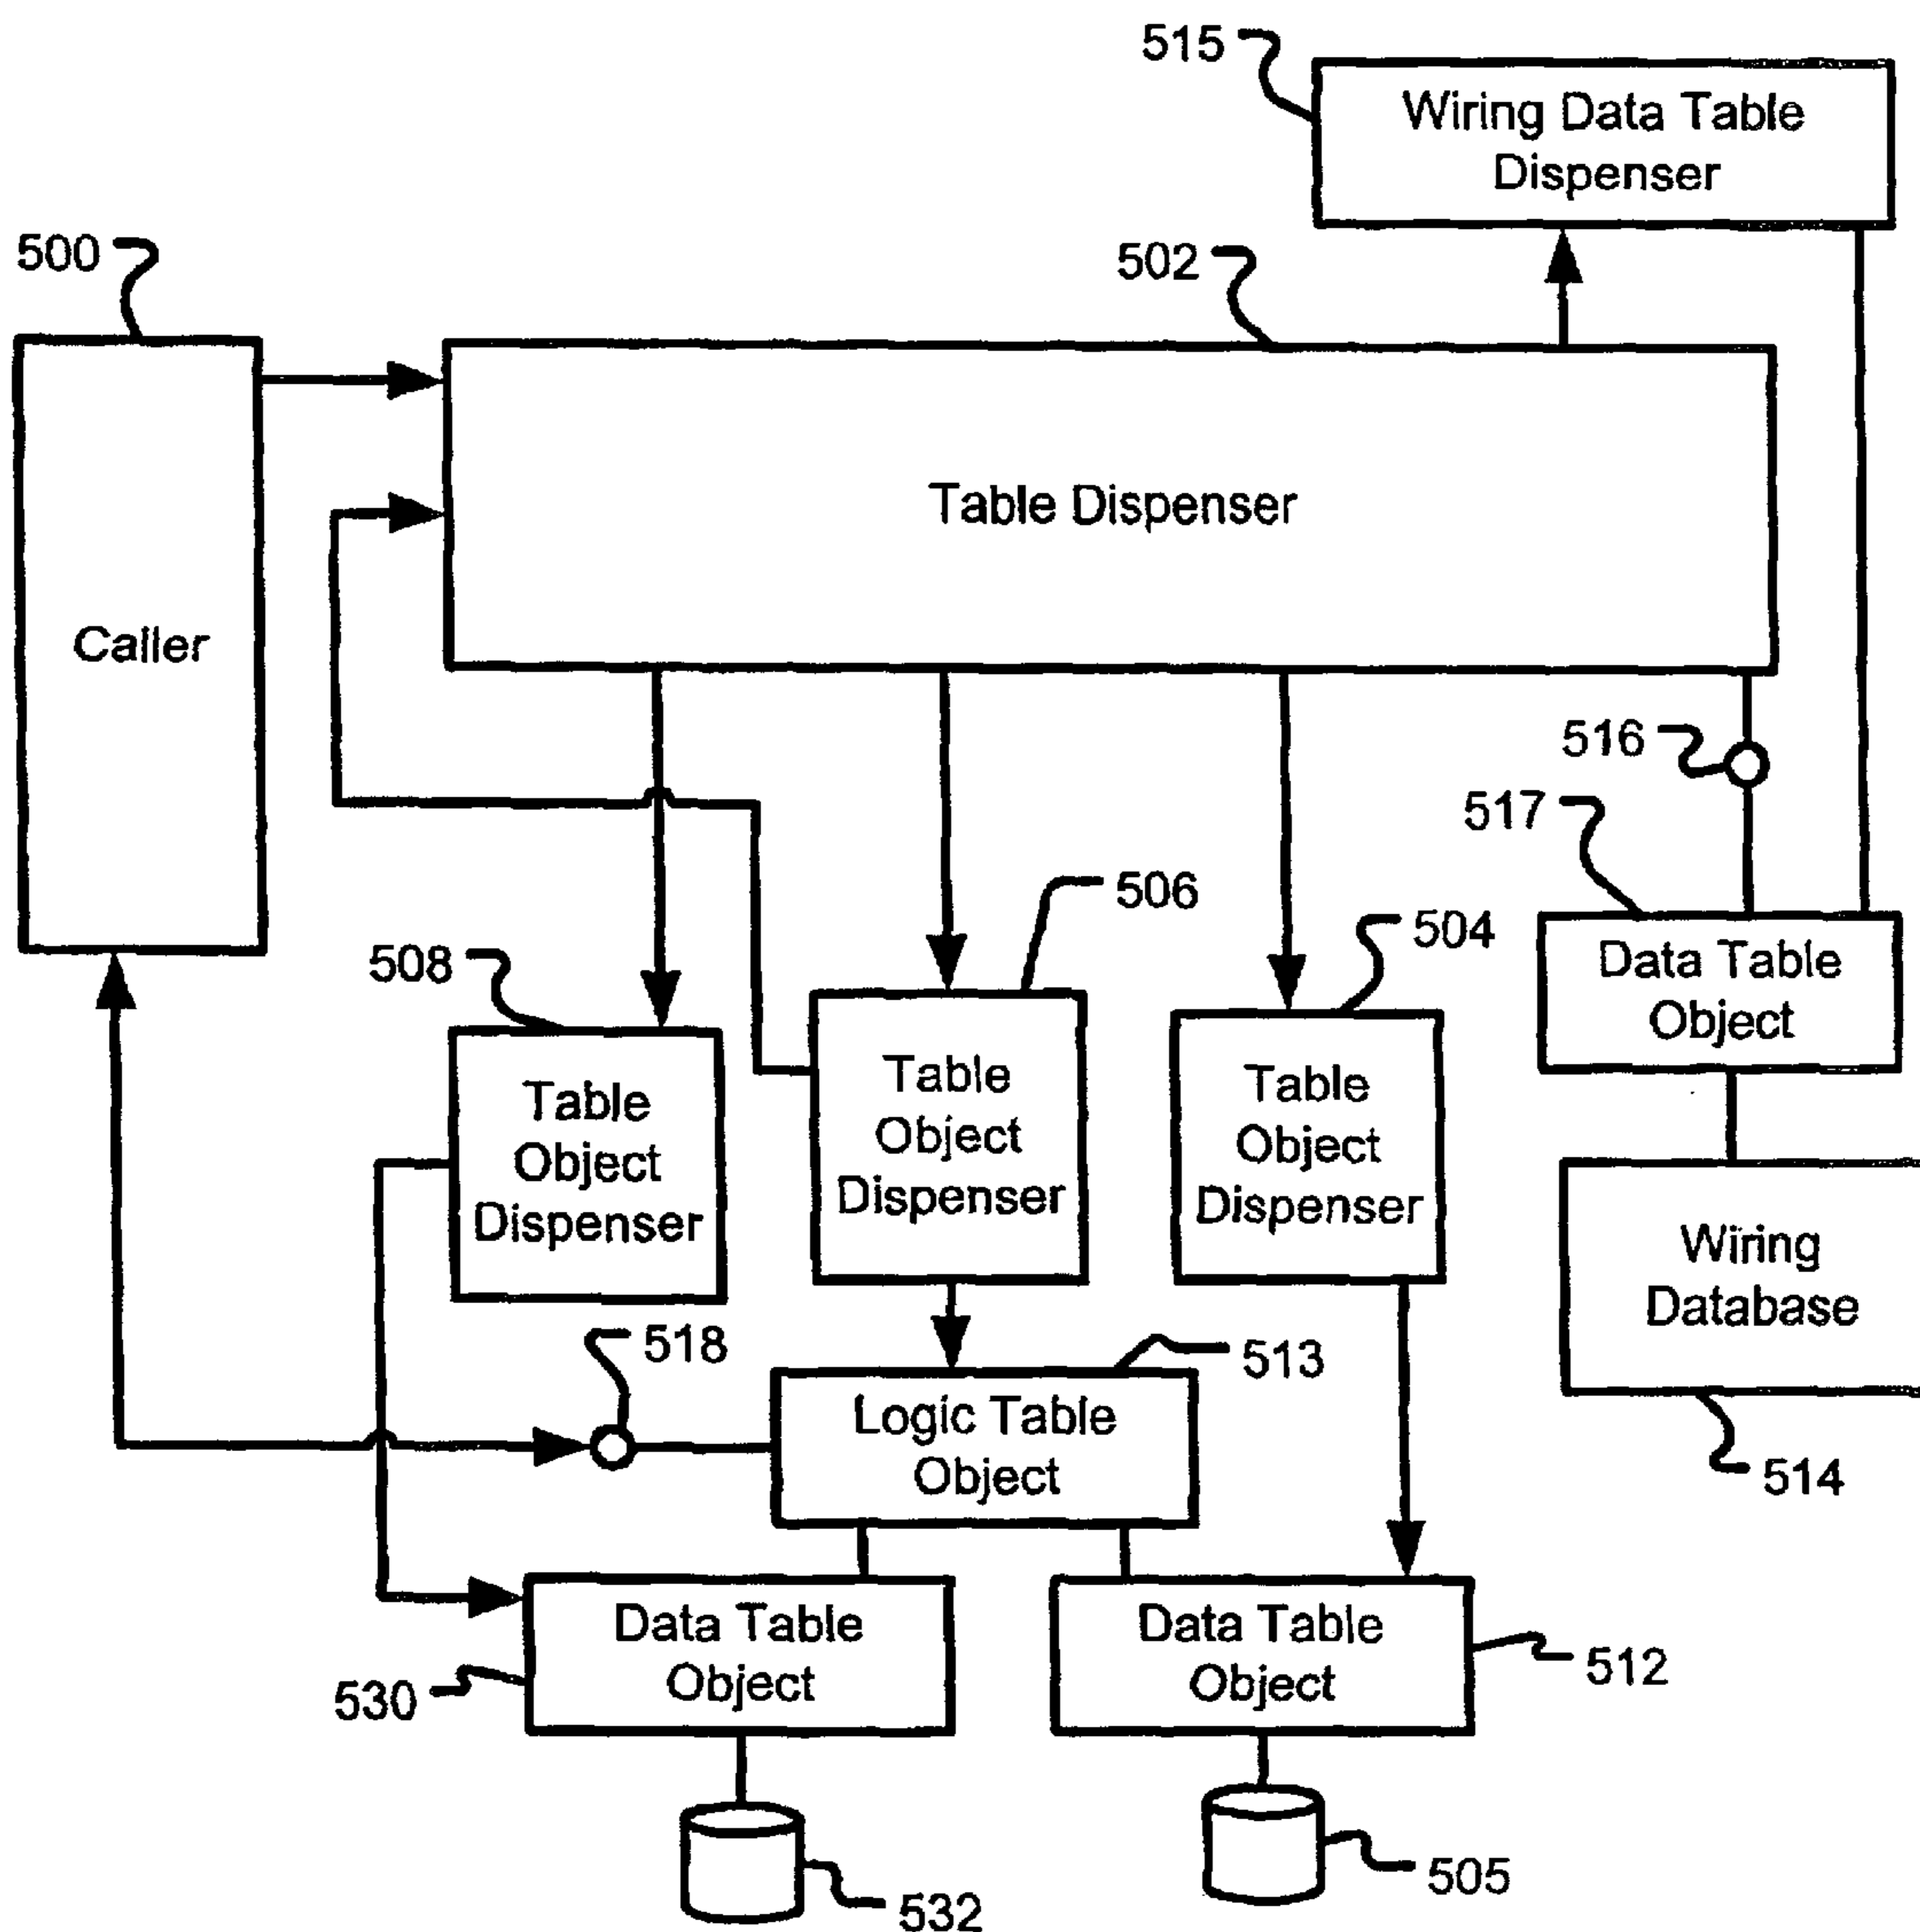 515
Wiring Data Table
Dispenser
500
502
Table Dispenser
Caller
516
517
506
504
508
Data Table
Object
Table
Object
Dispenser
Table
Object
Dispenser
Table
Object
Dispenser
Wiring
Database
518
513
Logic Table
Object
514
Data Table
Object
Data Table
Object
512
530
505
532